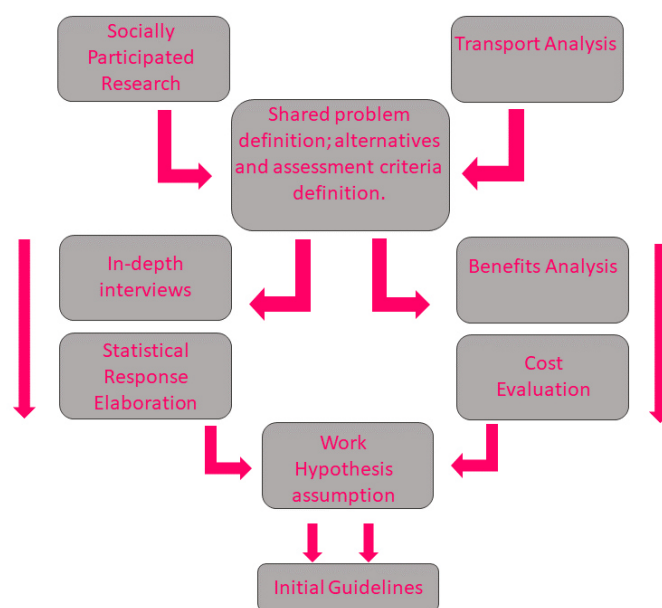 Socially
Participated
Research
Transport Analysis
Shared problem
definition; alternatives
and assessment criteria
definition.
In-depth
interviews
Benefits Analysis
Statistical
Response
Elaboration
Cost
Evaluation
Work
Hypothesis
assumption
Initial Guidelines